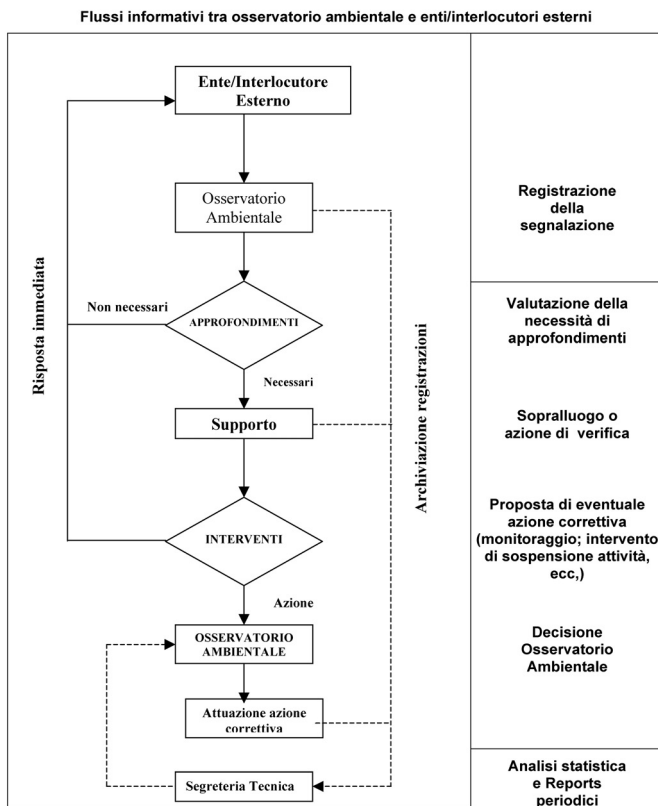 Flussi informativi tra osservatorio ambientale e enti/interlocutori esterni
Ente/Interlocutore
Esterno
Osservatorio
Ambientale
Registrazione
della
segnalazione
Risposta immediata
Non necessari
APPROFONDIMENTI
Archiviazione registrazioni
Valutazione della
necessità di
approfondimenti
Necessari
Supporto
Sopralluogo o
azione di verifica
INTERVENTI
Proposta di eventuale
azione correttiva
(monitoraggio; intervento
di sospensione attività,
ecc,)
Azione
OSSERVATORIO
AMBIENTALE
Decisione
Osservatorio
Ambientale
Attuazione azione
correttiva
Segreteria Tecnica
Analisi statistica
e Reports
periodici